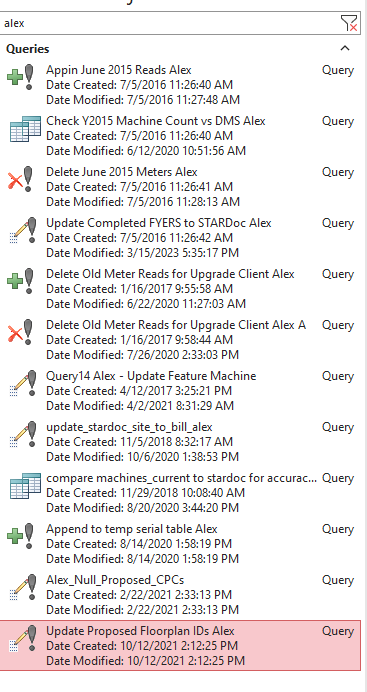 alex
Queries
Appin June 2015 Reads Alex Query
Date Created: 7/5/2016 11:26:40 AM
Date Modified: 7/5/2016 11:27:48 AM
Check Y2015 Machine Count vs DMS Alex Query
Date Created: 7/5/2016 11:26:40 AM
Date Modified: 6/12/2020 10:51:56 AM
Delete June 2015 Meters Alex Query
Date Created: 7/5/2016 11:26:41 AM
Date Modified: 7/5/2016 11:28:13 AM
Update Completed FYERS to STARDoc Alex Query
Date Created: 7/5/2016 11:26:42 AM
Date Modified: 3/15/2023 5:35:17 PM
Delete Old Meter Reads for Upgrade Client Alex Query
Date Created: 1/16/2017 9:55:58 AM
Date Modified: 6/22/2020 11:27:03 AM
Delete Old Meter Reads for Upgrade Client Alex A Query
Date Created: 1/16/2017 9:58:44 AM
Date Modified: 7/26/2020 2:33:03 PM
Query14 Alex - Update Feature Machine Query
Date Created: 4/12/2017 3:25:21 PM
Date Modified: 4/2/2021 8:31:29 AM
update_stardoc_site_to_bill_alex Query
Date Created: 11/5/2018 8:32:17 AM
Date Modified: 10/6/2020 1:38:53 PM
compare machines_current to stardoc for accurac... Query
Date Created: 11/29/2018 10:08:40 AM
Date Modified: 8/20/2020 3:44:20 PM
Append to temp serial table Alex Query
Date Created: 8/14/2020 1:58:19 PM
Date Modified: 8/14/2020 1:58:19 PM
Alex_Null_Proposed_CPCs Query
Date Created: 2/22/2021 2:33:13 PM
Date Modified: 2/22/2021 2:33:13 PM
Update Proposed Floorplan IDs Alex Query
Date Created: 10/12/2021 2:12:25 PM
Date Modified: 10/12/2021 2:12:25 PM